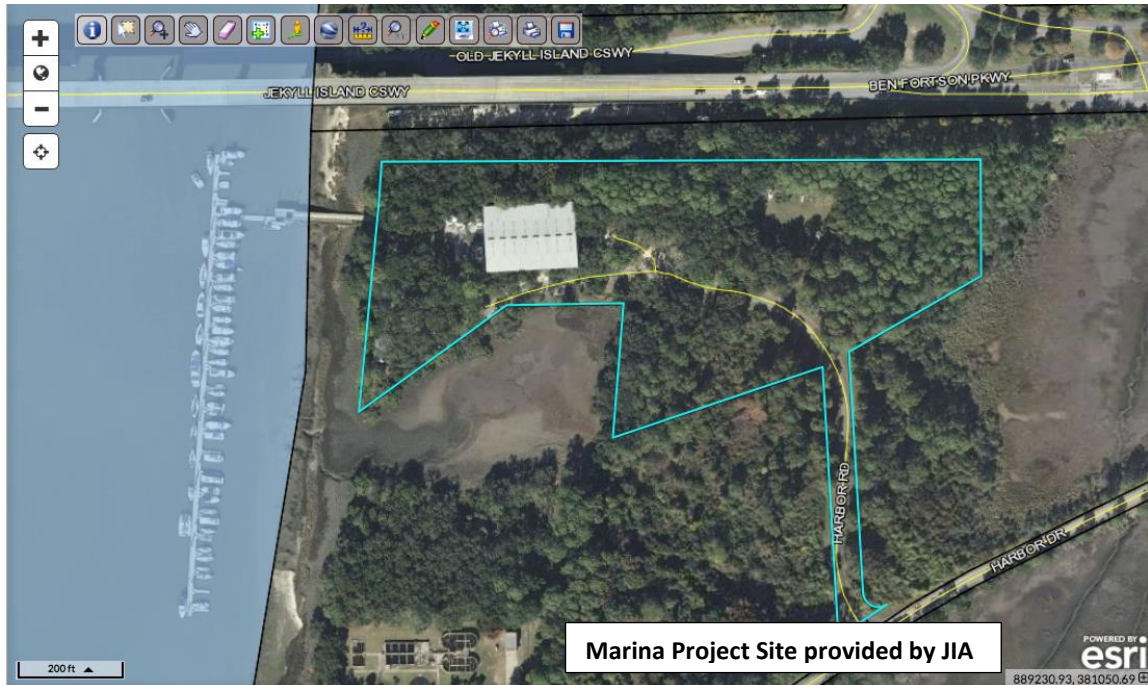 OLD JEKYLL ISLAND CSWY
JEKYLL ISLAND CSWY
BEN FORTSON PKWY
HARBOR RD
HARBOR DR
Marina Project Site provided by JIA
200 ft
POWERED BY
esri
889230.93, 381050.69